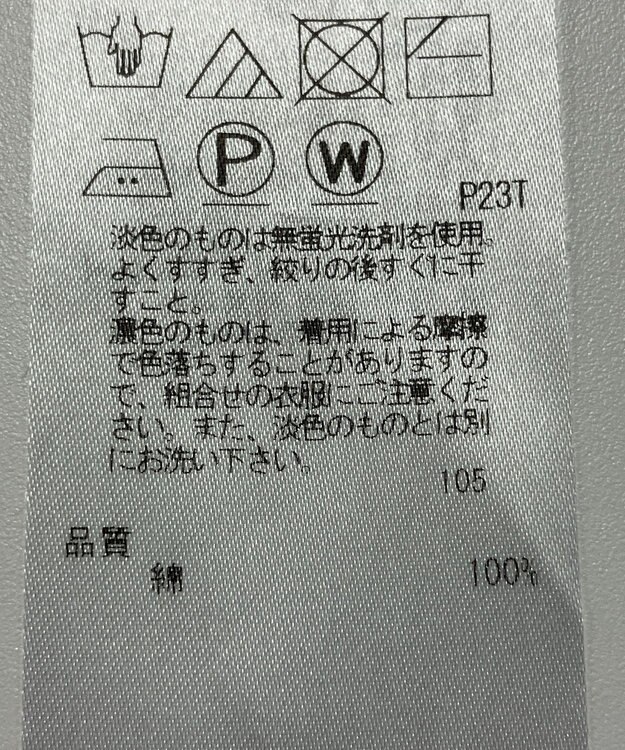 P W
P23T
淡色のものは無蛍光洗剤を使用。
よくすすぎ、絞りの後すぐに干
すこと。
濃色のものは、着用による摩擦
で色落ちすることがありますの
で、組合せの衣服にご注意くだ
さい。また、淡色のものとは別
にお洗い下さい。
105
品質
綿 100%